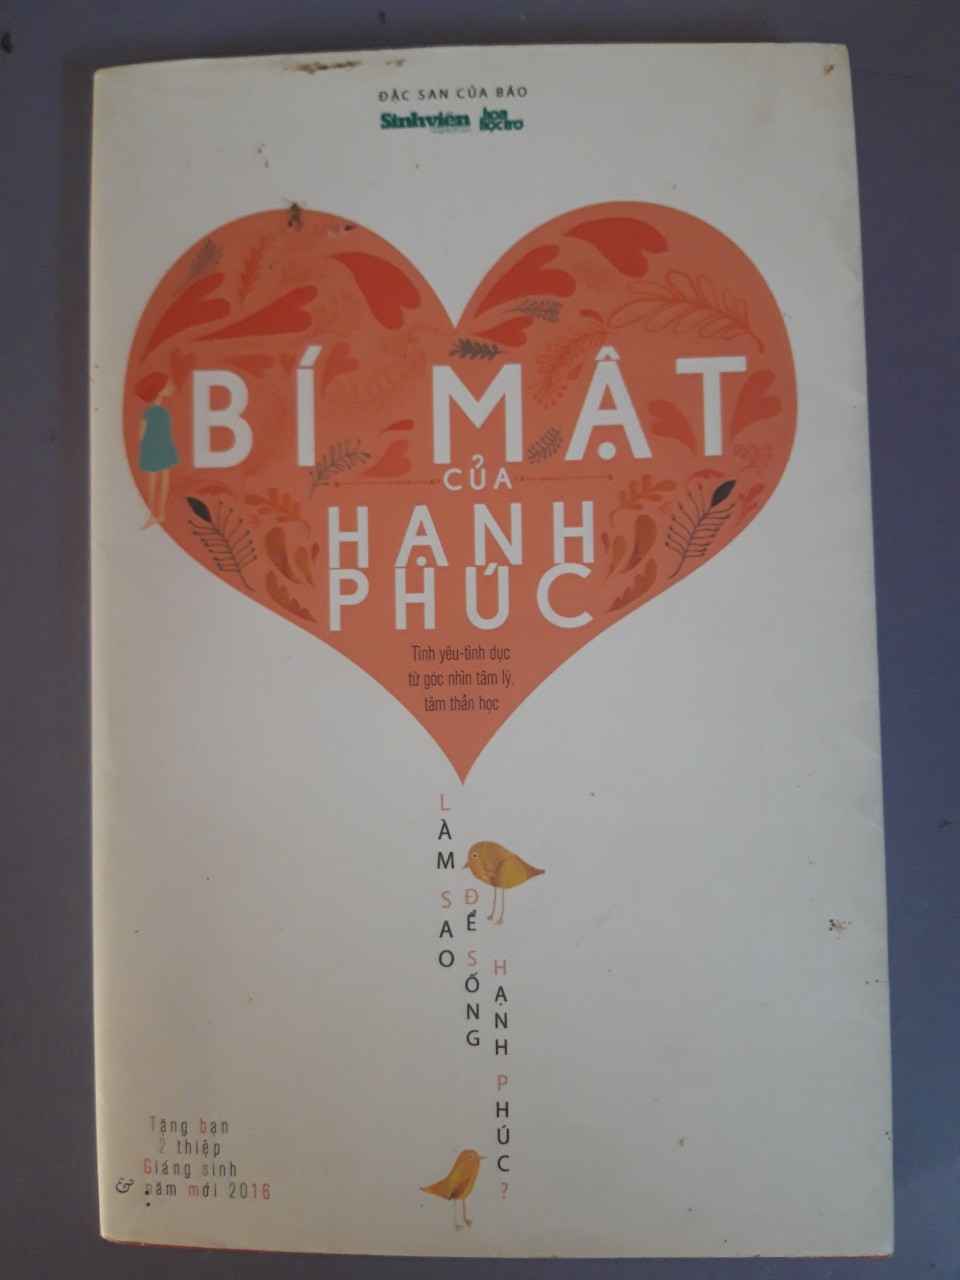 ĐẶC SAN CỦA BÁO
Sinhviên hoa học trò
BÍ MẬT
CỦA
HẠNH
PHÚC
Tình yêu-tình dục
từ góc nhìn tâm lý,
tâm thần học
LÀM SAO
ĐỂ SỐNG
HẠNH PHÚC?
Tặng bạn
2 thiệp
Giáng sinh
& năm mới 2016